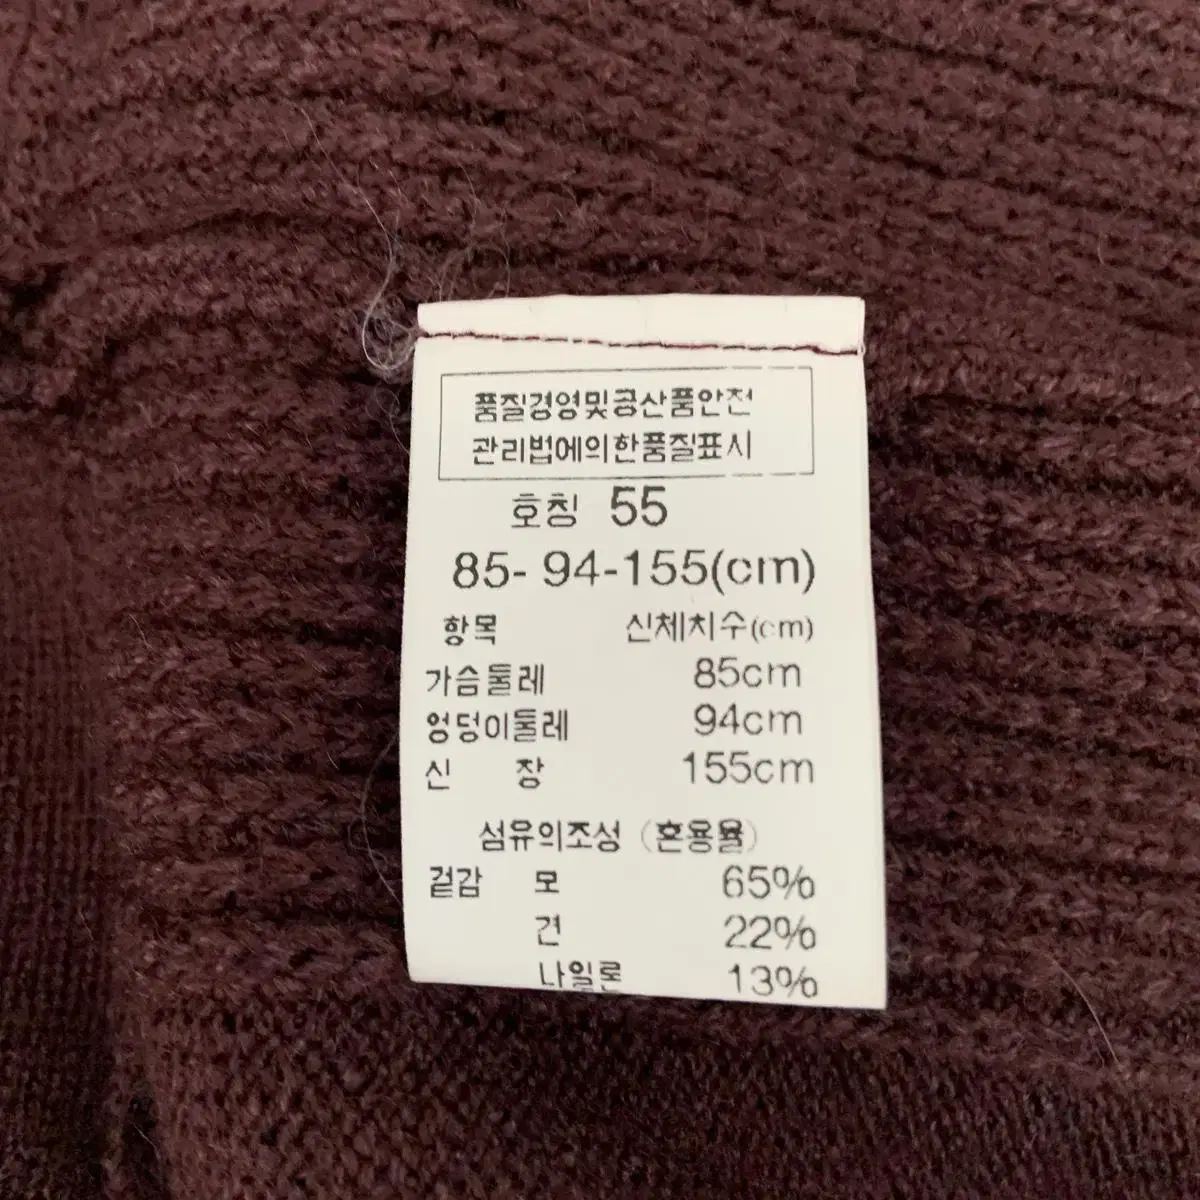 품질경영및공산품안전
관리법에의한품질표시
호칭 55
85-94-155(cm)
항목 신체치수(cm)
가슴둘레 85cm
엉덩이둘레 94cm
신 장 155cm
섬유의조성 (혼용율)
겉감 모 65%
견 22%
나일론 13%